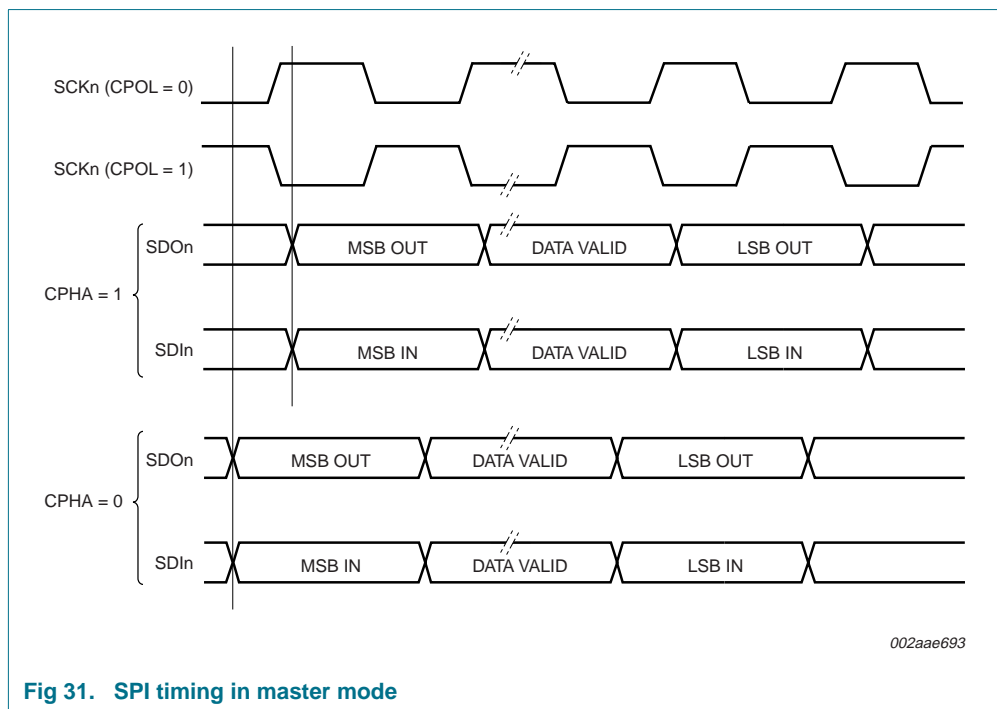 SCKn (CPOL = 0)
SCKn (CPOL = 1)
CPHA = 1
SDOn
MSB OUT
DATA VALID
LSB OUT
SDIn
MSB IN
DATA VALID
LSB IN
CPHA = 0
SDOn
MSB OUT
DATA VALID
LSB OUT
SDIn
MSB IN
DATA VALID
LSB IN
002aae693
Fig 31. SPI timing in master mode